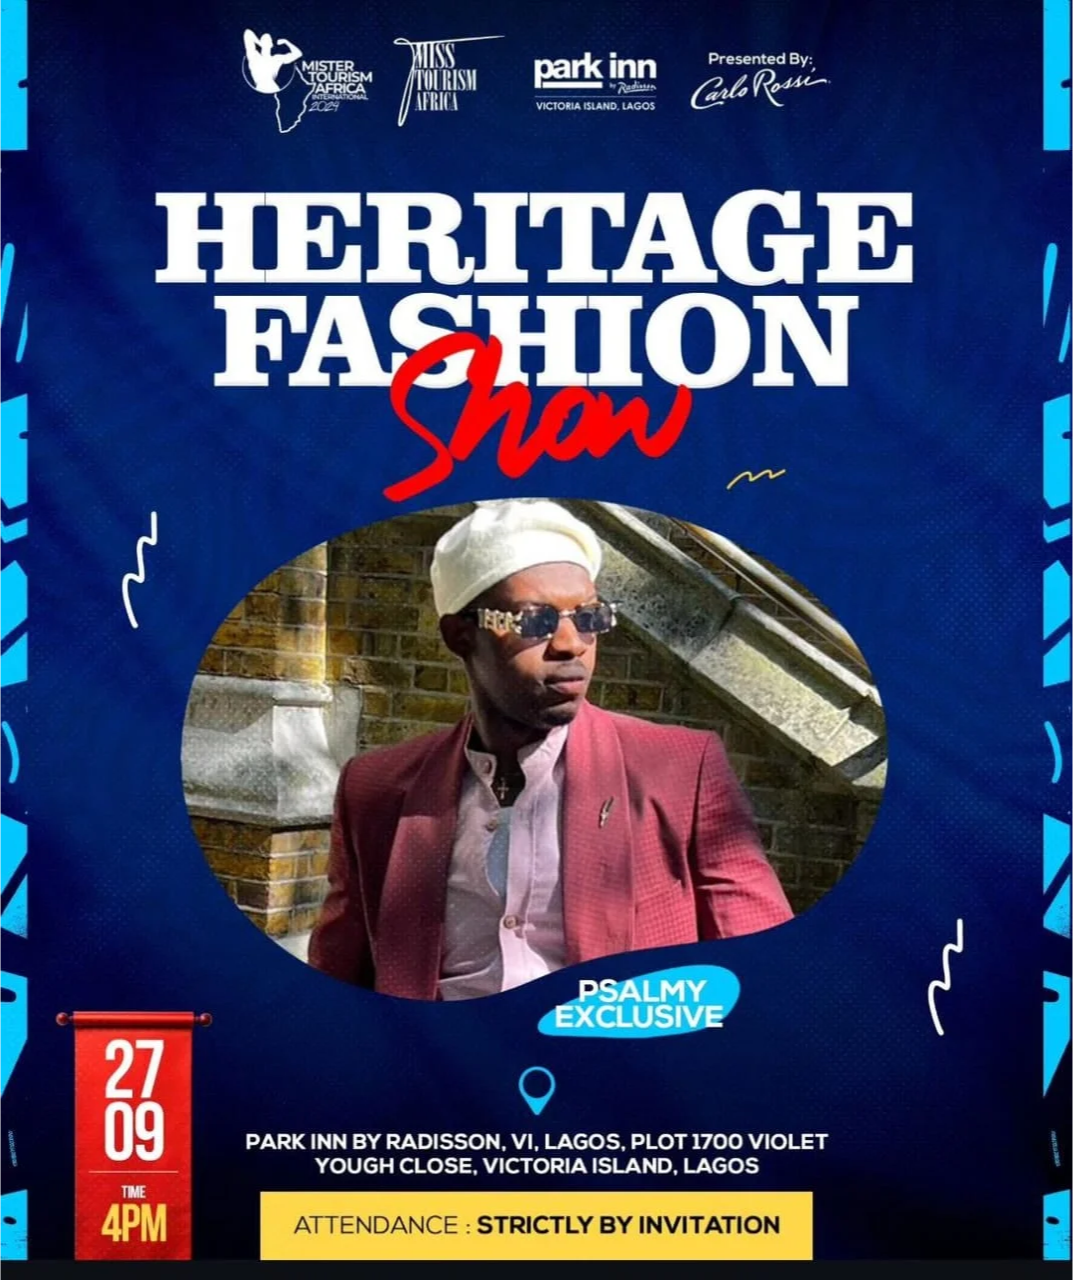 MISTER
TOURISM
AFRICA
INTERNATIONAL
2024
MISS
TOURISM
AFRICA
park inn
by Radisson
VICTORIA ISLAND, LAGOS
Presented By:
Carlo Rossi
HERITAGE
FASHION
Show
PSALMY
EXCLUSIVE
27
09
TIME
4PM
PARK INN BY RADISSON, VI, LAGOS, PLOT 1700 VIOLET
YOUGH CLOSE, VICTORIA ISLAND, LAGOS
ATTENDANCE : STRICTLY BY INVITATION